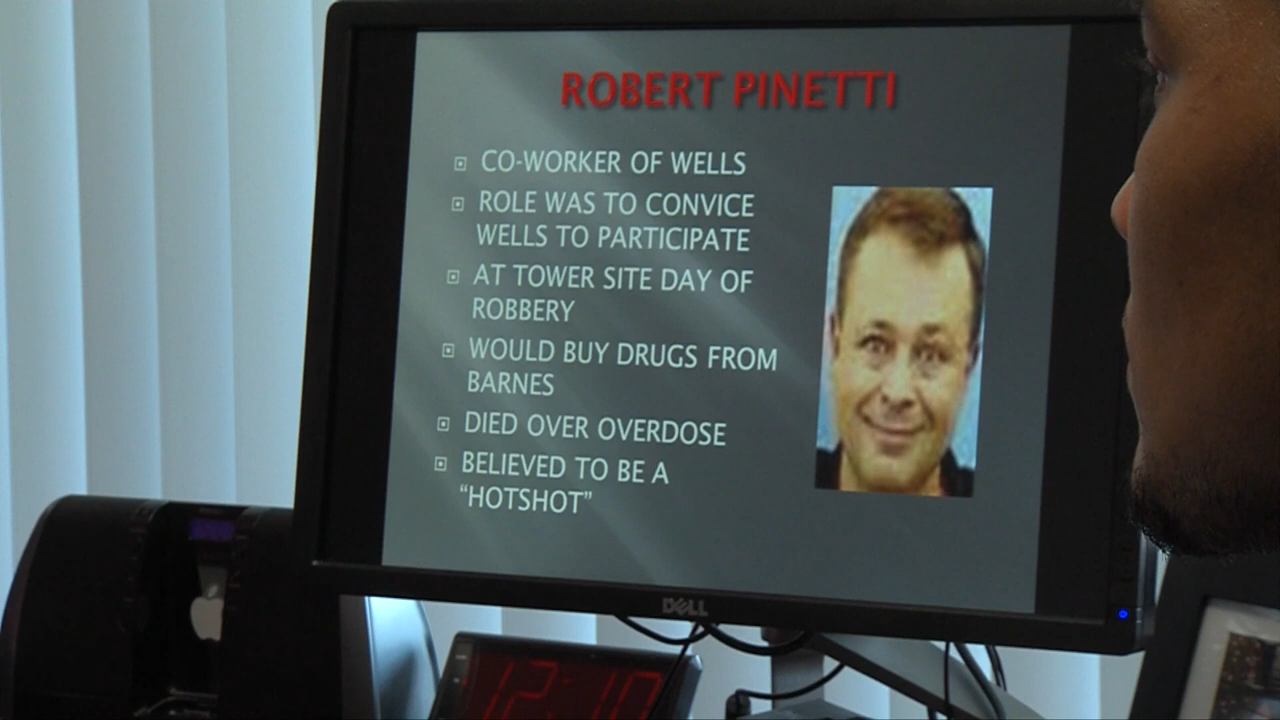 ROBERT PINETTI
CO-WORKER OF WELLS
ROLE WAS TO CONVICE
WELLS TO PARTICIPATE
AT TOWER SITE DAY OF
ROBBERY
WOULD BUY DRUGS FROM
BARNES
DIED OVER OVERDOSE
BELIEVED TO BE A
“HOTSHOT”
DELL
12:10